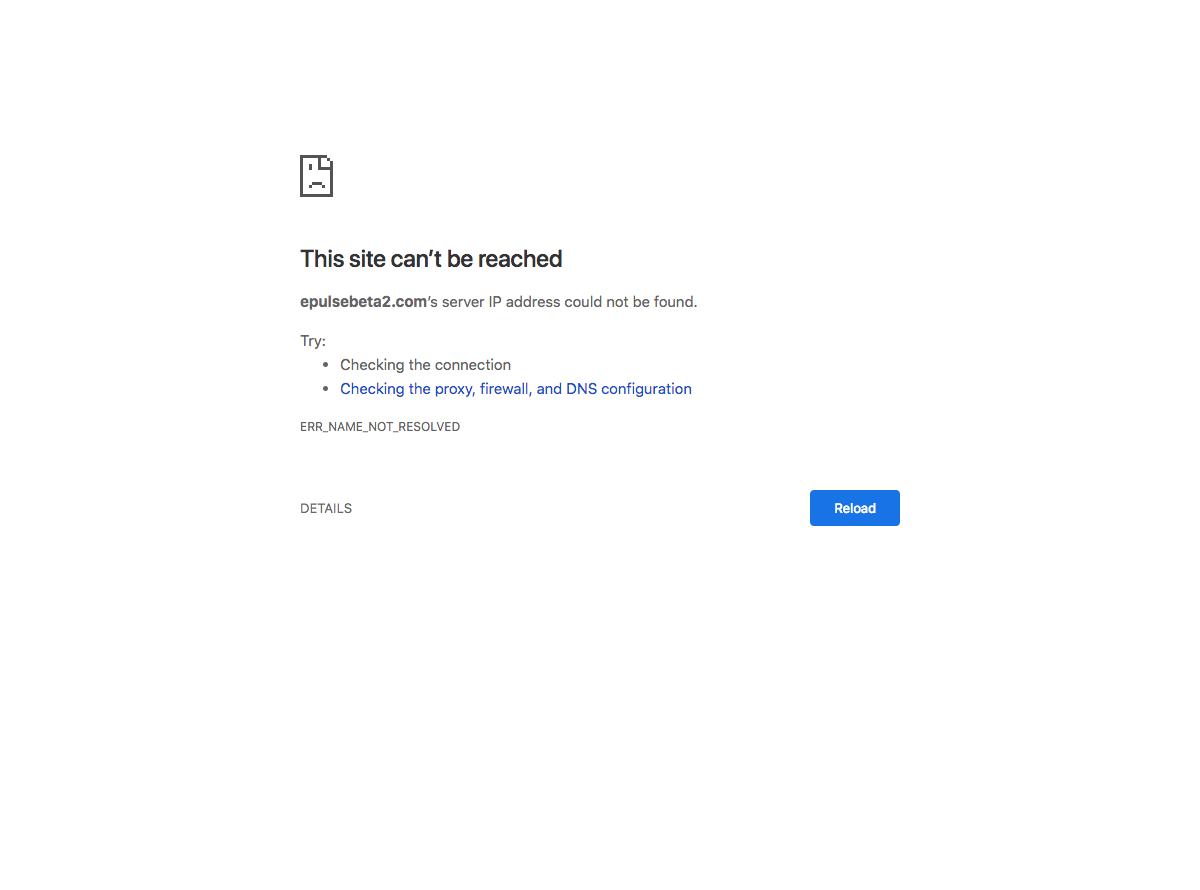 This site can’t be reached
epulsebeta2.com’s server IP address could not be found.
Try:
• Checking the connection
• Checking the proxy, firewall, and DNS configuration
ERR_NAME_NOT_RESOLVED
DETAILS
Reload